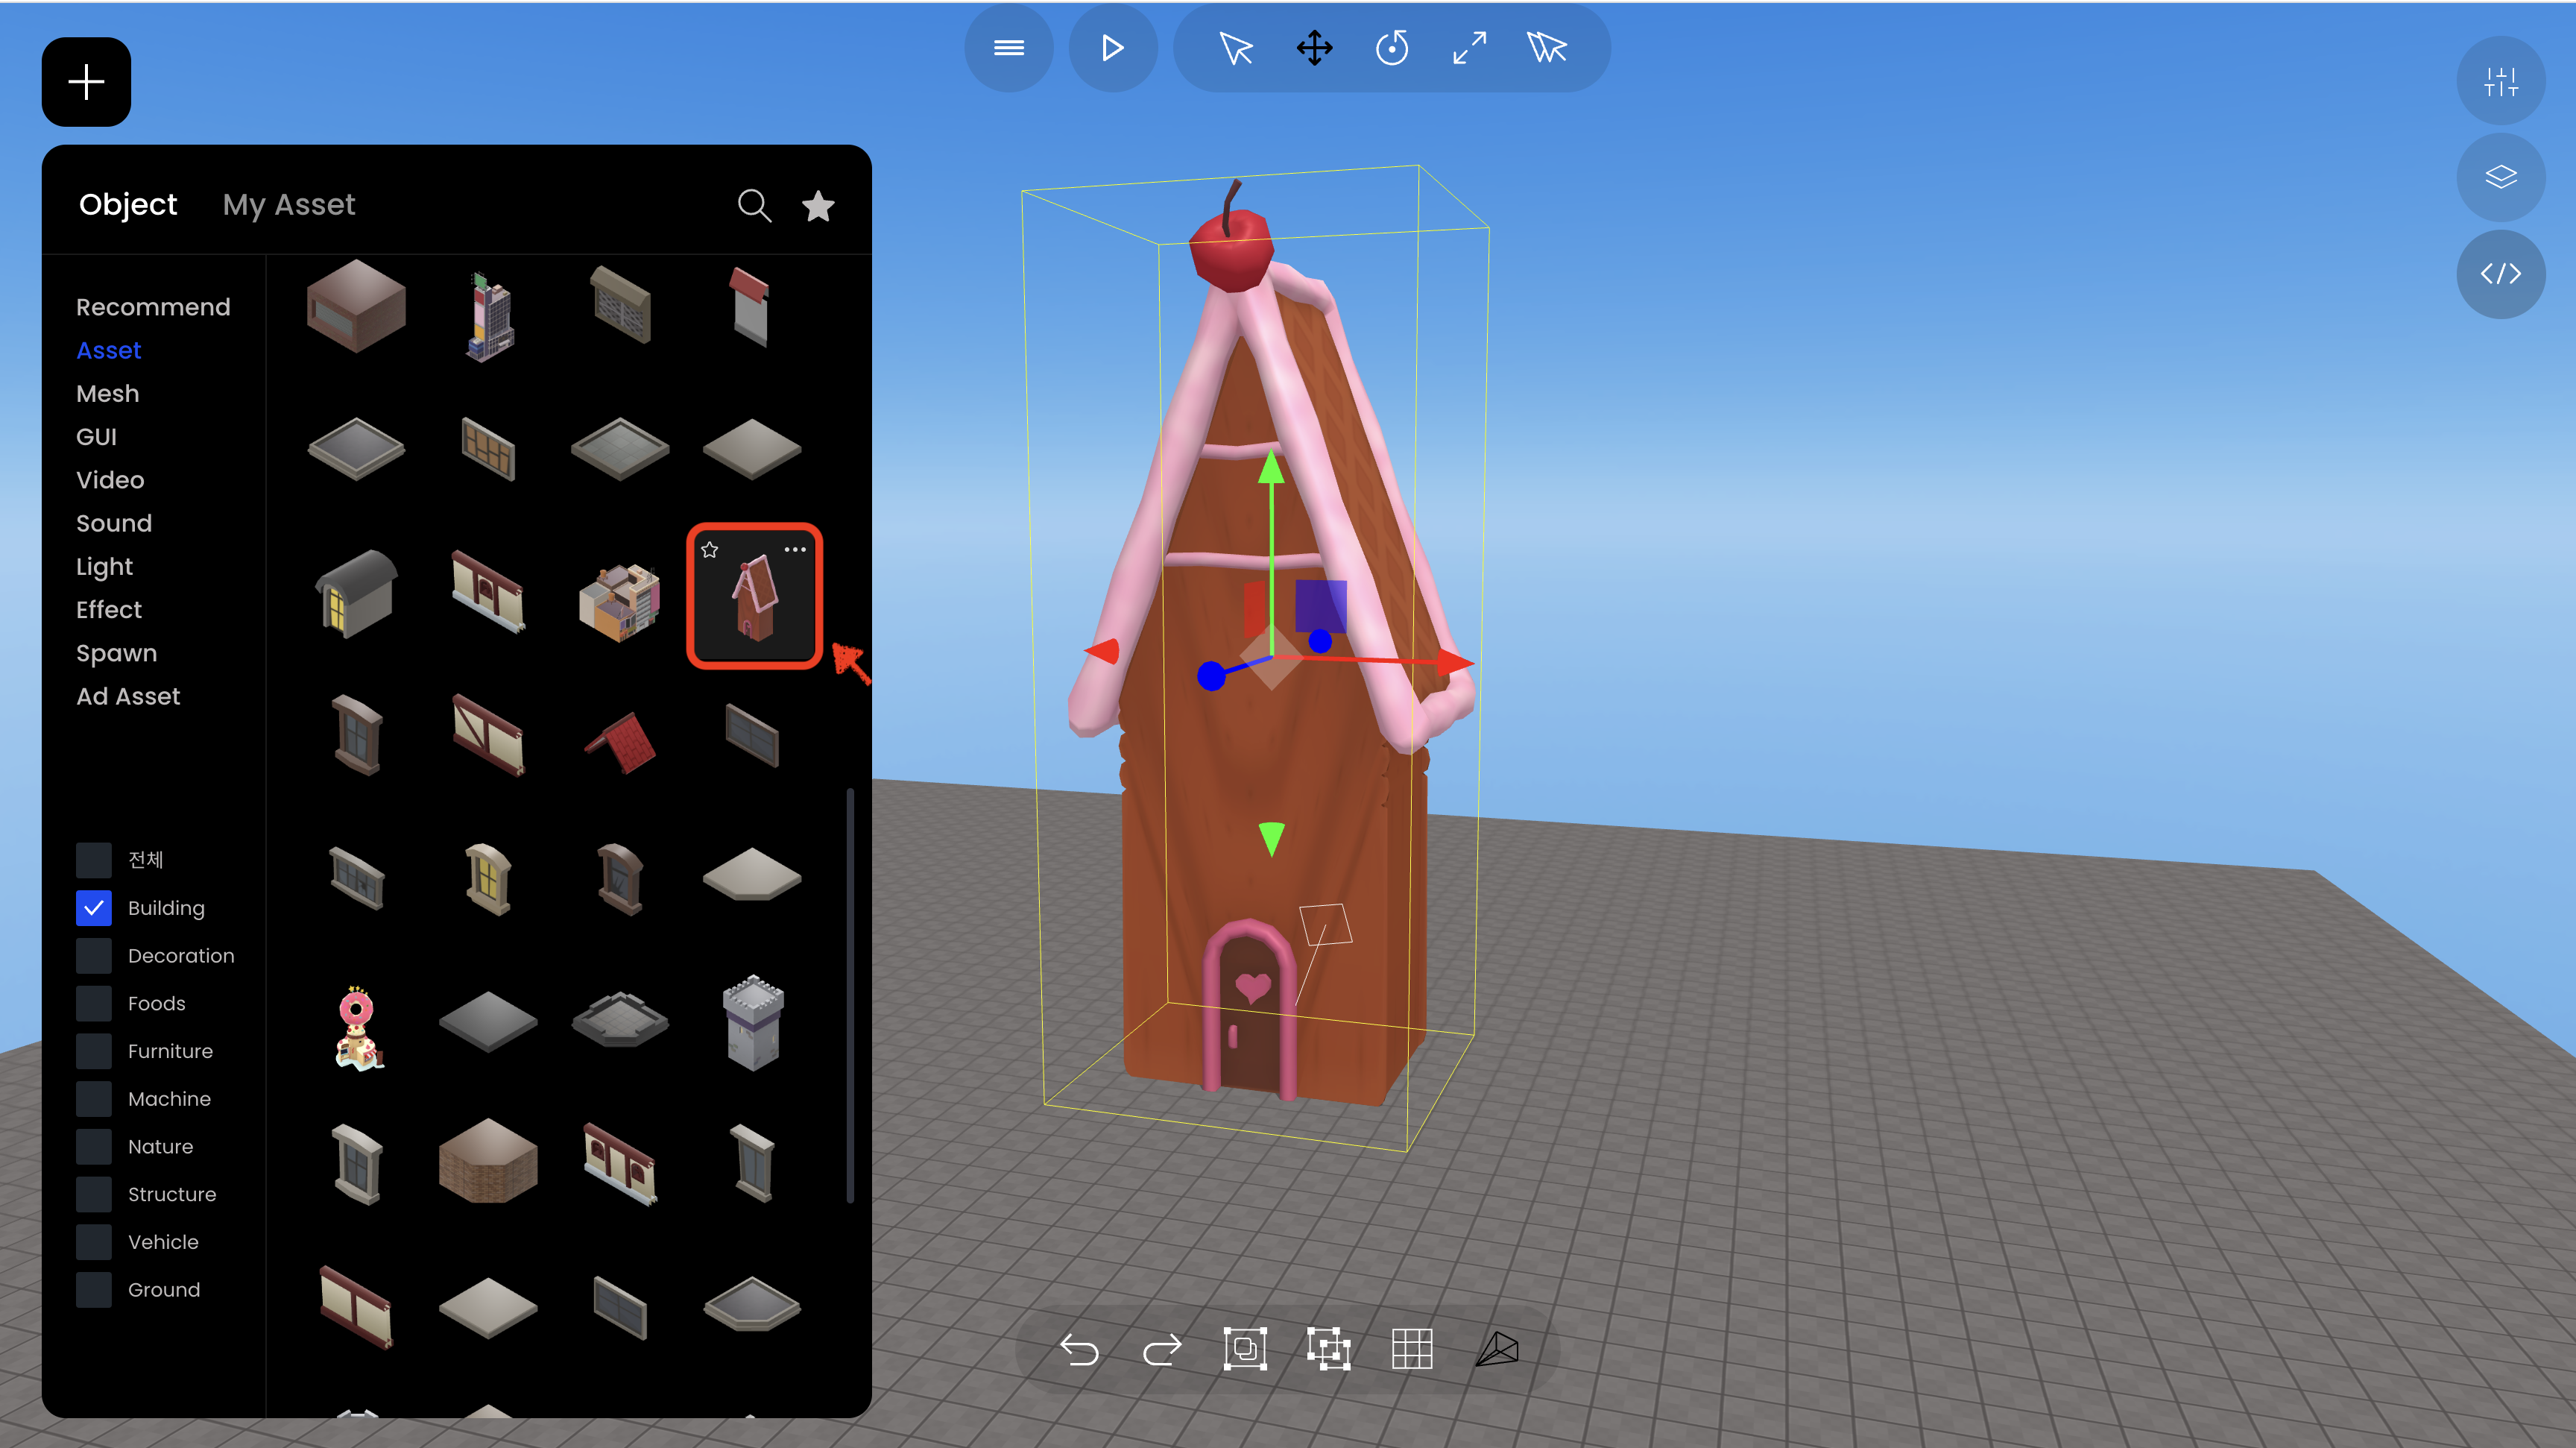 Object
My Asset
Recommend
Asset
Mesh
GUI
Video
Sound
Light
Effect
Spawn
Ad Asset
전체
Building
Decoration
Foods
Furniture
Machine
Nature
Structure
Vehicle
Ground